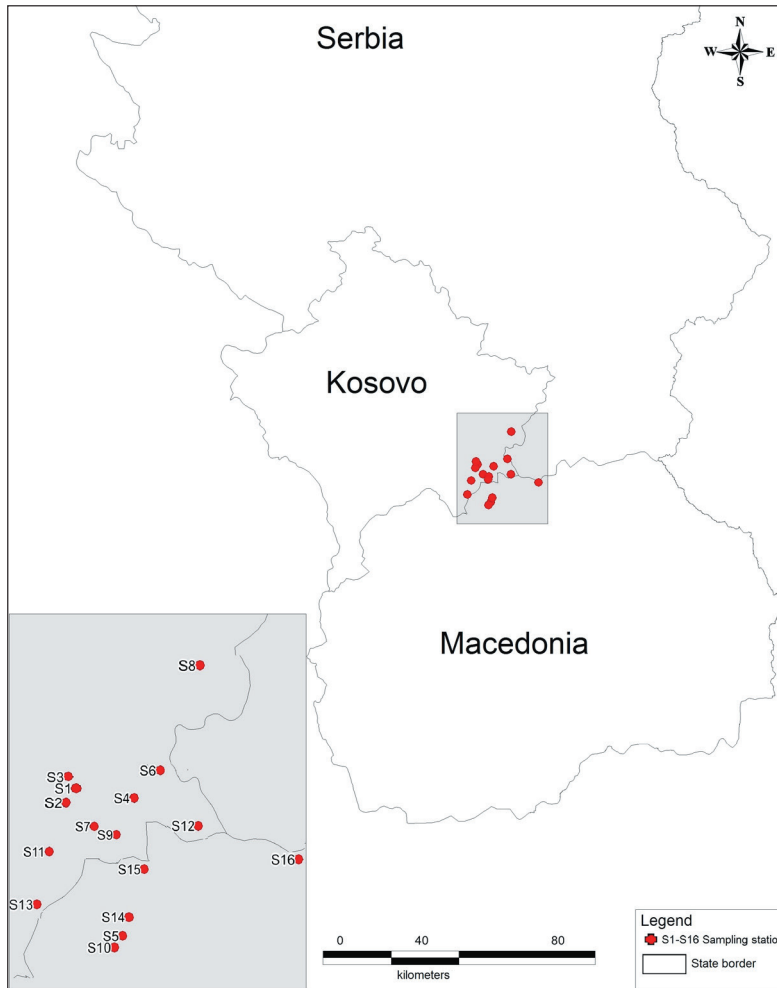 Serbia
N
W E
S
Kosovo
Macedonia
S8
S3
S1
S2
S6
S4
S7
S9
S12
S11
S15
S16
S13
S14
S5
S10
0 40 80
kilometers
Legend
S1-S16 Sampling station
State border